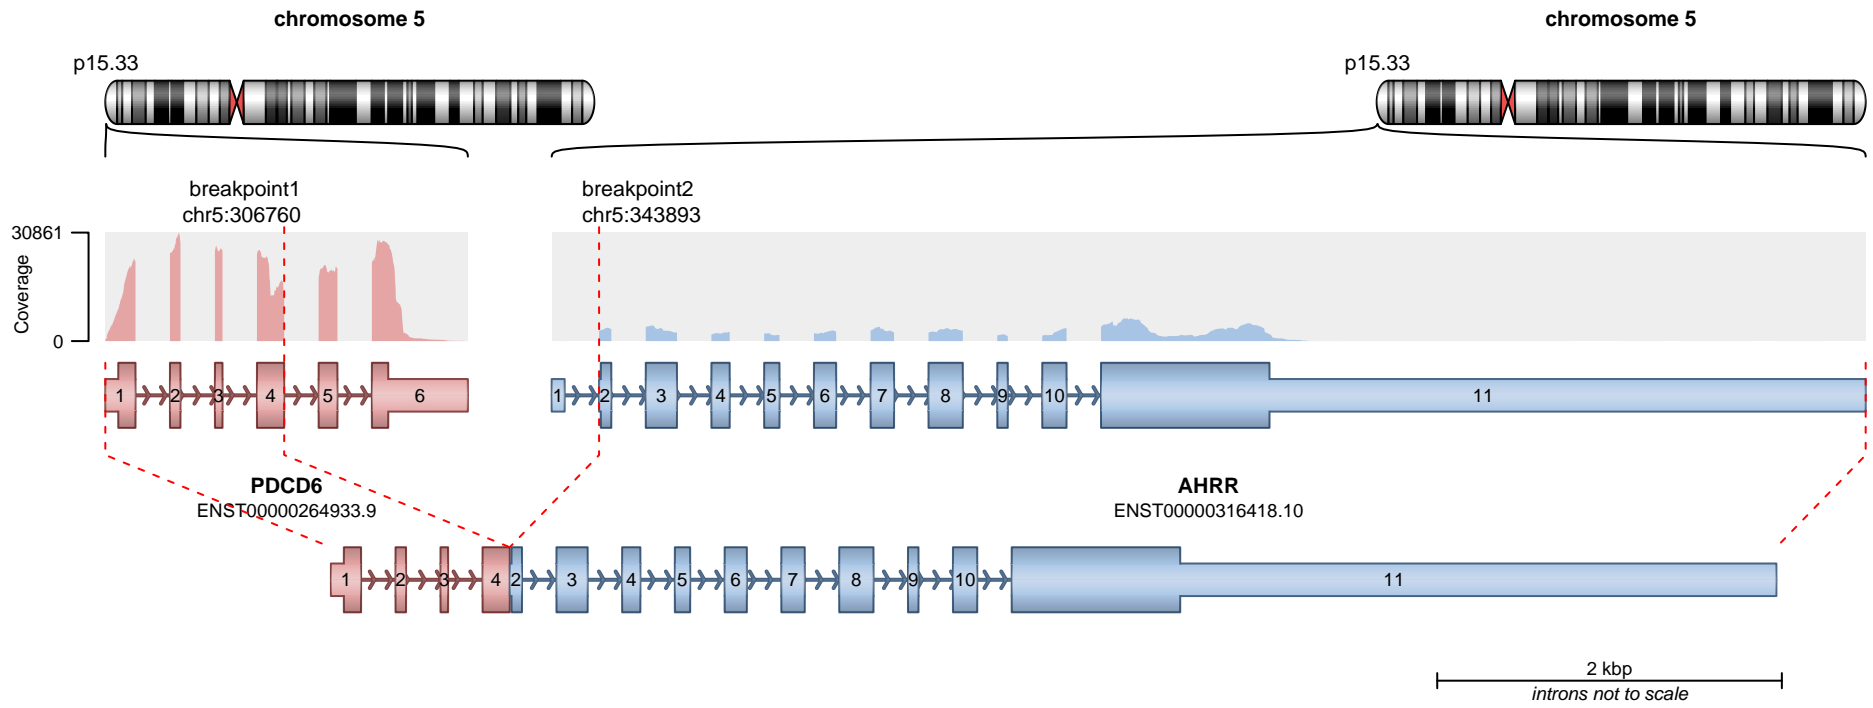 chromosome 5
chromosome 5
p15.33
p15.33
breakpoint1
chr5:306760
breakpoint2
chr5:343893
30861
Coverage
0
1 2 3 4 5 6
1 2 3 4 5 6 7 8 9 10 11
PDCD6
ENST00000264933.9
AHRR
ENST00000316418.10
1 2 3 4 2 3 4 5 6 7 8 9 10 11
2 kbp
introns not to scale